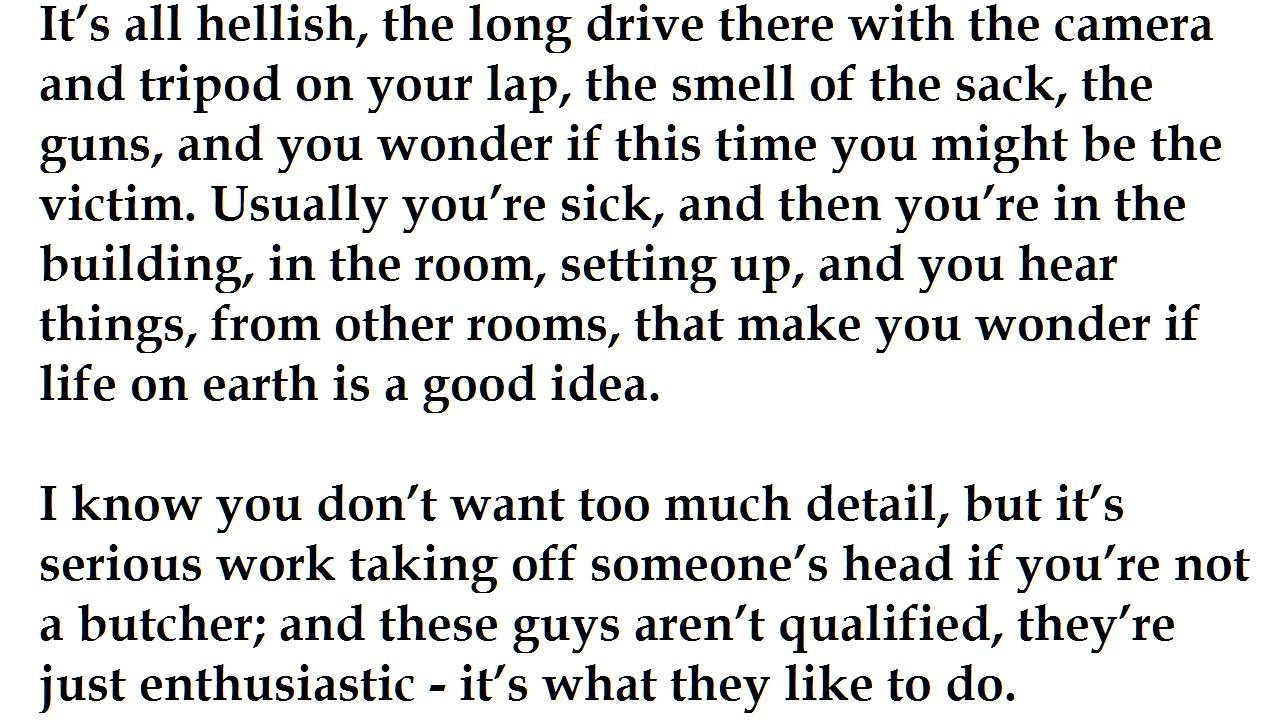 It’s all hellish, the long drive there with the camera
and tripod on your lap, the smell of the sack, the
guns, and you wonder if this time you might be the
victim. Usually you’re sick, and then you’re in the
building, in the room, setting up, and you hear
things, from other rooms, that make you wonder if
life on earth is a good idea.
I know you don’t want too much detail, but it’s
serious work taking off someone’s head if you’re not
a butcher; and these guys aren’t qualified, they’re
just enthusiastic - it’s what they like to do.